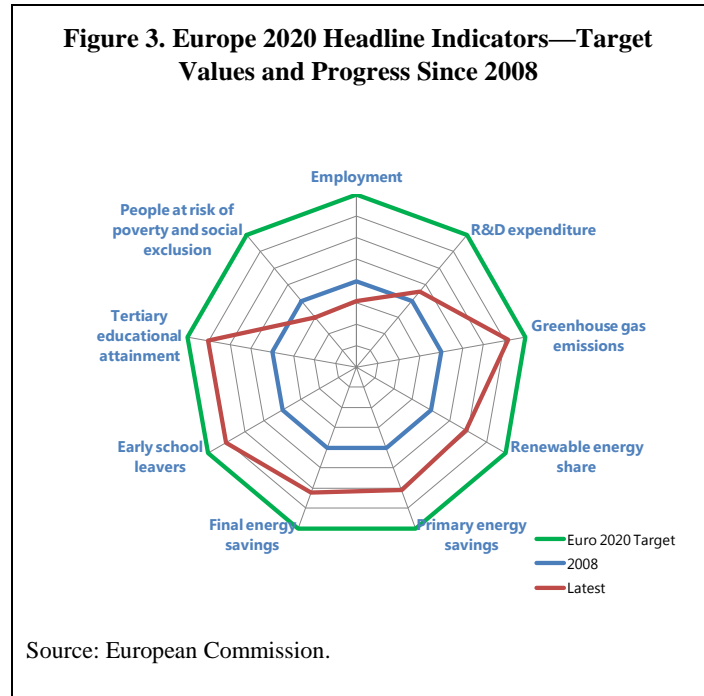 Figure 3. Europe 2020 Headline Indicators—Target
Values and Progress Since 2008
Employment
People at risk of
poverty and social
exclusion
R&D expenditure
Tertiary
educational
attainment
Greenhouse gas
emissions
Early school
leavers
Renewable energy
share
Final energy
savings
Primary energy
savings
Euro 2020 Target
2008
Latest
Source: European Commission.